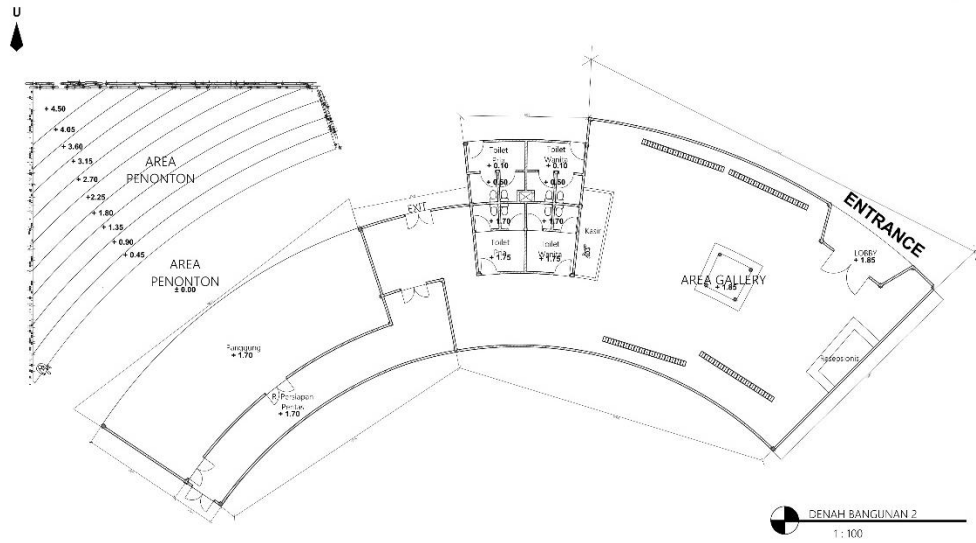 U
+ 4.50
+ 4.05
+ 3.60
+ 3.15
+ 2.70
+2.25
+ 1.80
+ 1.35
+ 0.90
+ 0.45
AREA
PENONTON
AREA
PENONTON
± 0.00
EXIT
Panggung
+ 1.70
R. Persiapan
Pentas
+ 1.70
Toilet
Pria
+ 0.10
+ 0.50
+ 1.70
Toilet
Pria
+ 1.75
Toilet
Wanita
+ 0.10
+ 0.50
+ 1.70
Toilet
Wanita
+ 1.75
Kasir
AREA GALLERY
+ 1.85
ENTRANCE
LOBBY
+ 1.85
Resepsionis
DENAH BANGUNAN 2
1 : 100